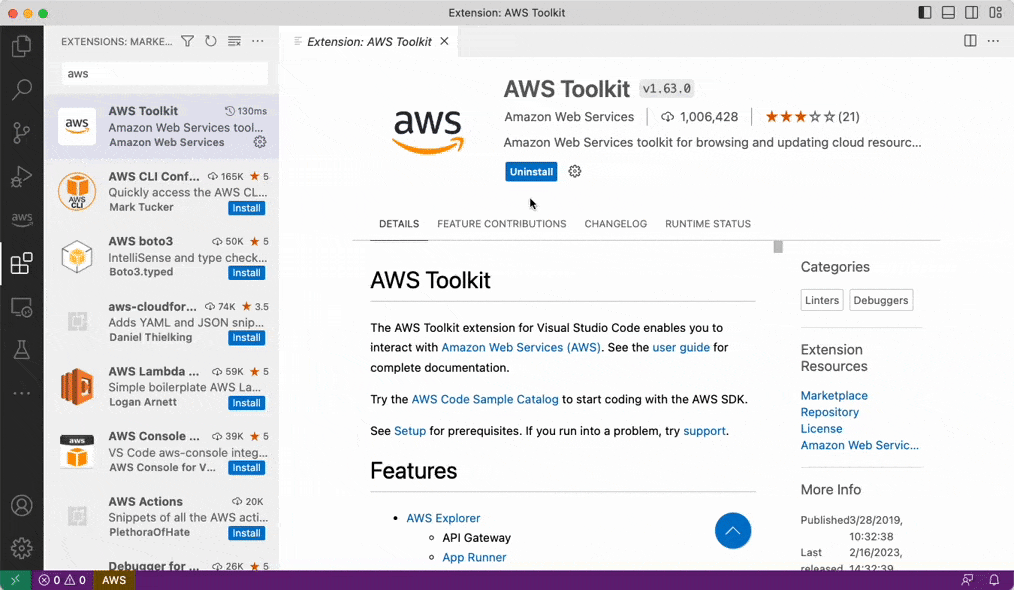 Extension: AWS Toolkit
EXTENSIONS: MARKE...
Extension: AWS Toolkit
aws
aws
AWS Toolkit
130ms
Amazon Web Services tool...
Amazon Web Services
AWS CLI
AWS CLI Conf...
165K
5
Quickly access the AWS CL...
Mark Tucker
Install
AWS boto3
50K
5
IntelliSense and type check...
Boto3.typed
Install
aws-cloudfor...
74K
3.5
Adds YAML and JSON snip...
Daniel Thielking
Install
AWS Lambda ...
59K
5
Simple boilerplate AWS La...
Logan Arnett
Install
aws
AWS Console ...
39K
5
VS Code aws-console integ...
AWS Console for V...
Install
AWS Actions
20K
Snippets of all the AWS acti...
PlethoraOfHate
Install
Debugger for ...
26K
5
aws
aws
AWS Toolkit
v1.63.0
Amazon Web Services
1,006,428
(21)
Amazon Web Services toolkit for browsing and updating cloud resourc...
Uninstall
DETAILS
FEATURE CONTRIBUTIONS
CHANGELOG
RUNTIME STATUS
AWS Toolkit
The AWS Toolkit extension for Visual Studio Code enables you to
interact with Amazon Web Services (AWS). See the user guide for
complete documentation.
Try the AWS Code Sample Catalog to start coding with the AWS SDK.
See Setup for prerequisites. If you run into a problem, try support.
Features
• AWS Explorer
API Gateway
App Runner
Categories
Linters
Debuggers
Extension
Resources
Marketplace
Repository
License
Amazon Web Servic...
More Info
Published 3/28/2019,
10:32:38
Last 2/16/2023,
released 14:32:39
0
0
AWS